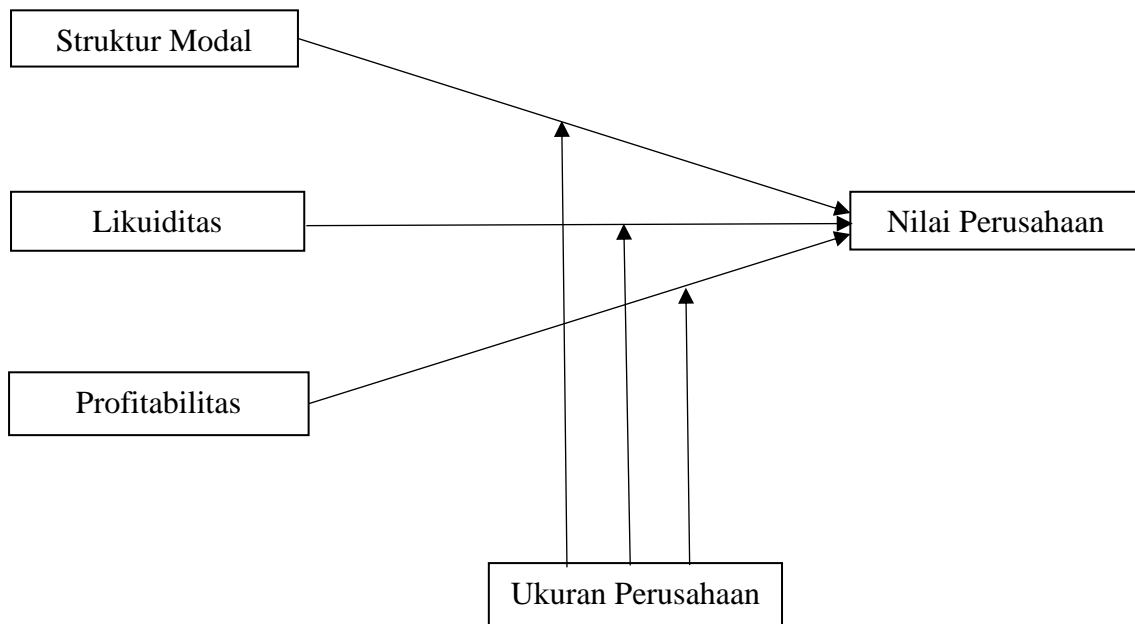 Struktur Modal
Likuiditas
Nilai Perusahaan
Profitabilitas
Ukuran Perusahaan